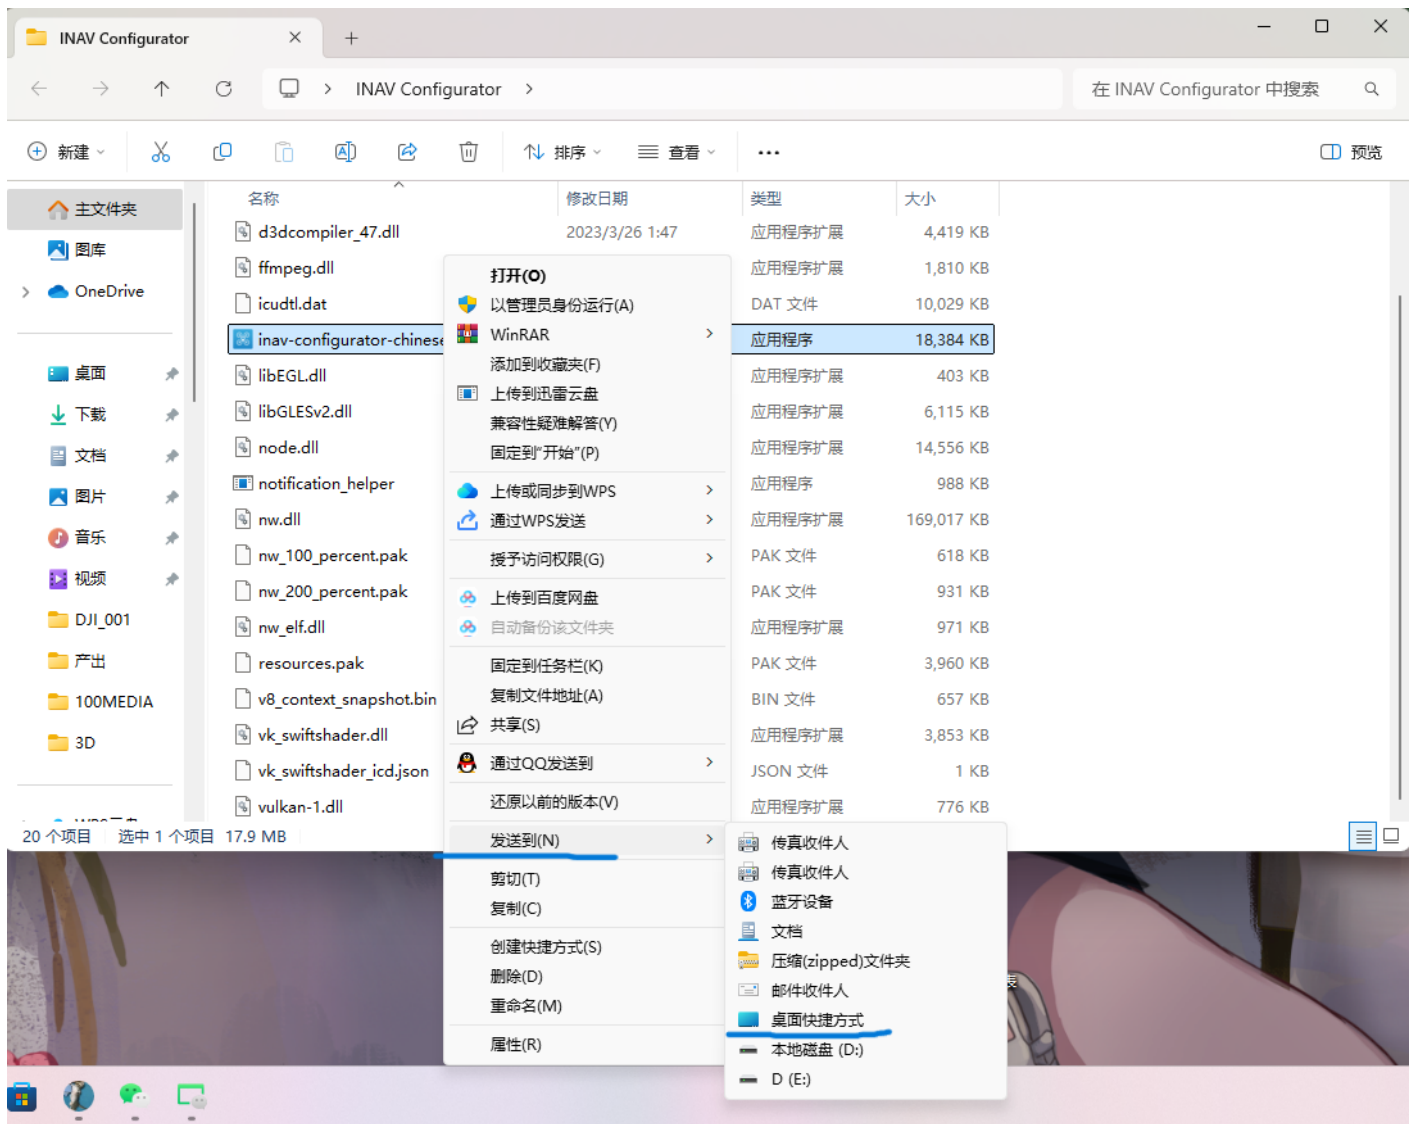 INAV Configurator
INAV Configurator
在 INAV Configurator 中搜索
新建
排序
查看
预览
主文件夹
图库
OneDrive
桌面
下载
文档
图片
音乐
视频
DJI_001
产出
100MEDIA
3D
名称 修改日期 类型 大小
d3dcompiler_47.dll 2023/3/26 1:47 应用程序扩展 4,419 KB
ffmpeg.dll 应用程序扩展 1,810 KB
icudtl.dat DAT 文件 10,029 KB
inav-configurator-chinese 应用程序 18,384 KB
libEGL.dll 应用程序扩展 403 KB
libGLESv2.dll 应用程序扩展 6,115 KB
node.dll 应用程序扩展 14,556 KB
notification_helper 应用程序 988 KB
nw.dll 应用程序扩展 169,017 KB
nw_100_percent.pak PAK 文件 618 KB
nw_200_percent.pak PAK 文件 931 KB
nw_elf.dll 应用程序扩展 971 KB
resources.pak PAK 文件 3,960 KB
v8_context_snapshot.bin BIN 文件 657 KB
vk_swiftshader.dll 应用程序扩展 3,853 KB
vk_swiftshader_icd.json JSON 文件 1 KB
vulkan-1.dll 应用程序扩展 776 KB
20 个项目 选中 1 个项目 17.9 MB
打开(O)
以管理员身份运行(A)
WinRAR
添加到收藏夹(F)
上传到迅雷云盘
兼容性疑难解答(Y)
固定到"开始"(P)
上传或同步到WPS
通过WPS发送
授予访问权限(G)
上传到百度网盘
自动备份该文件夹
固定到任务栏(K)
复制文件地址(A)
共享(S)
通过QQ发送到
还原以前的版本(V)
发送到(N)
剪切(T)
复制(C)
创建快捷方式(S)
删除(D)
重命名(M)
属性(R)
传真收件人
传真收件人
蓝牙设备
文档
压缩(zipped)文件夹
邮件收件人
桌面快捷方式
本地磁盘 (D:)
D (E:)